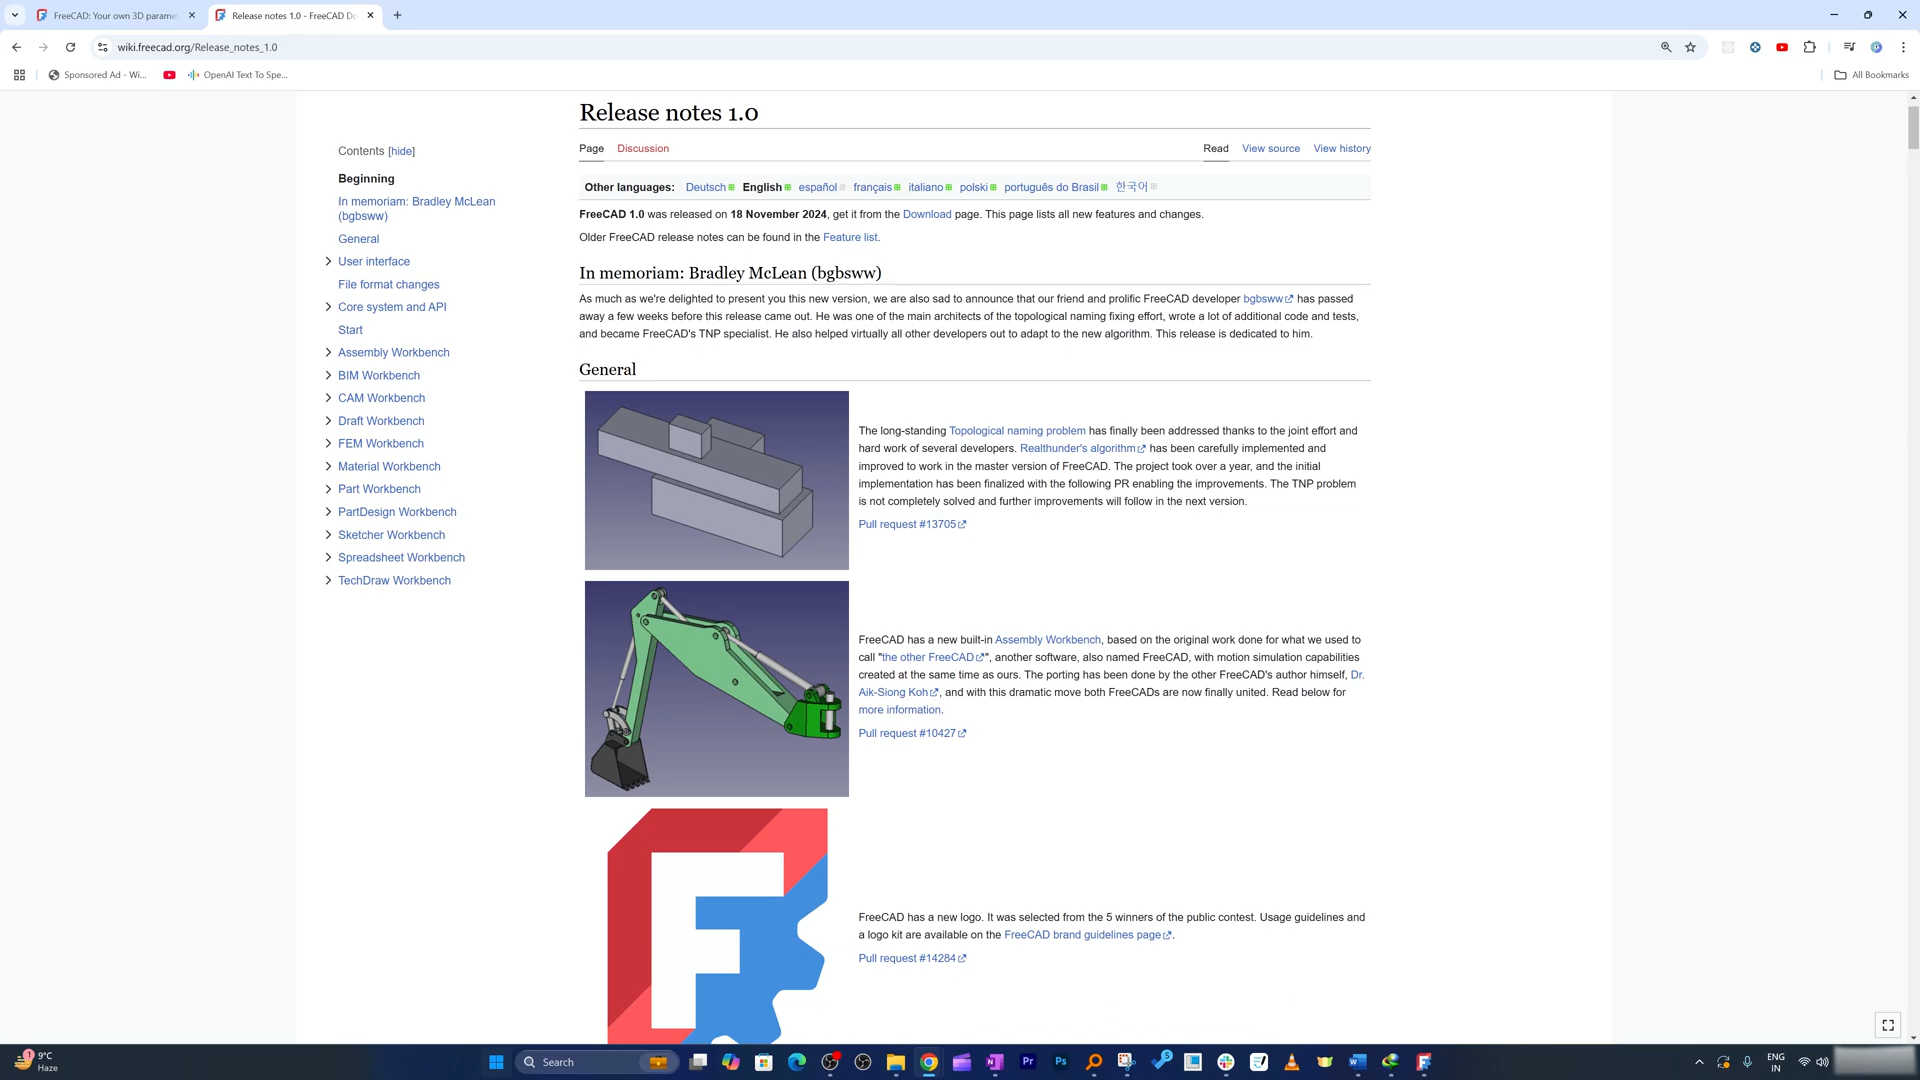 FreeCAD: Your own 3D paramet
Release notes 1.0 - FreeCAD Do
wiki.freecad.org/Release_notes_1.0
Sponsored Ad - Wi...
OpenAI Text To Spe...
All Bookmarks
Release notes 1.0
Contents [hide]
Beginning
In memoriam: Bradley McLean
(bgbsww)
General
User interface
File format changes
Core system and API
Start
Assembly Workbench
BIM Workbench
CAM Workbench
Draft Workbench
FEM Workbench
Material Workbench
Part Workbench
PartDesign Workbench
Sketcher Workbench
Spreadsheet Workbench
TechDraw Workbench
Page Discussion Read View source View history
Other languages: Deutsch English español français italiano polski português do Brasil 한국어
FreeCAD 1.0 was released on 18 November 2024, get it from the Download page. This page lists all new features and changes.
Older FreeCAD release notes can be found in the Feature list.
In memoriam: Bradley McLean (bgbsww)
As much as we're delighted to present you this new version, we are also sad to announce that our friend and prolific FreeCAD developer bgbsww has passed
away a few weeks before this release came out. He was one of the main architects of the topological naming fixing effort, wrote a lot of additional code and tests,
and became FreeCAD's TNP specialist. He also helped virtually all other developers out to adapt to the new algorithm. This release is dedicated to him.
General
The long-standing Topological naming problem has finally been addressed thanks to the joint effort and
hard work of several developers. Realthunder's algorithm has been carefully implemented and
improved to work in the master version of FreeCAD. The project took over a year, and the initial
implementation has been finalized with the following PR enabling the improvements. The TNP problem
is not completely solved and further improvements will follow in the next version.
Pull request #13705
FreeCAD has a new built-in Assembly Workbench, based on the original work done for what we used to
call "the other FreeCAD", another software, also named FreeCAD, with motion simulation capabilities
created at the same time as ours. The porting has been done by the other FreeCAD's author himself, Dr.
Aik-Siong Koh, and with this dramatic move both FreeCADs are now finally united. Read below for
more information.
Pull request #10427
FreeCAD has a new logo. It was selected from the 5 winners of the public contest. Usage guidelines and
a logo kit are available on the FreeCAD brand guidelines page.
Pull request #14284
1
9°C
Haze
Search
Pr
Ps
5
ENG
IN